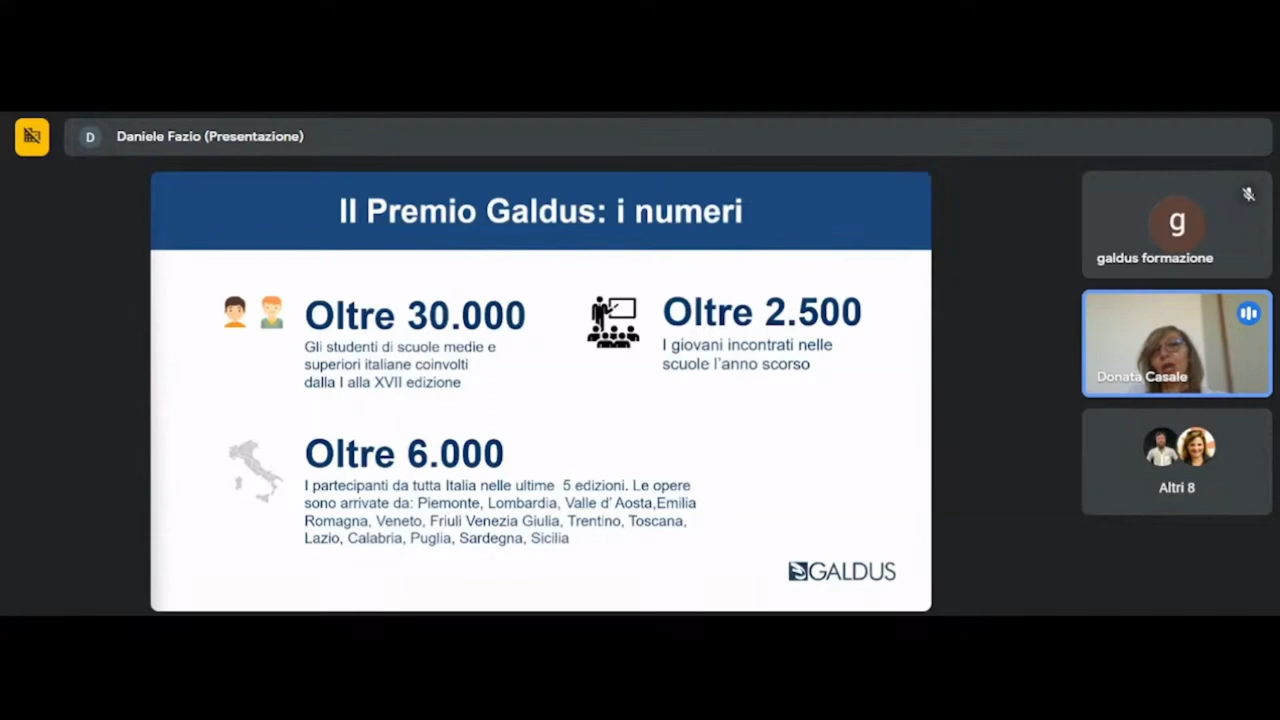 D Daniele Fazio (Presentazione)
Il Premio Galdus: i numeri
Oltre 30.000
Gli studenti di scuole medie e
superiori italiane coinvolti
dalla I alla XVII edizione
Oltre 2.500
I giovani incontrati nelle
scuole l'anno scorso
Oltre 6.000
I partecipanti da tutta Italia nelle ultime 5 edizioni. Le opere
sono arrivate da: Piemonte, Lombardia, Valle d'Aosta,Emilia
Romagna, Veneto, Friuli Venezia Giulia, Trentino, Toscana,
Lazio, Calabria, Puglia, Sardegna, Sicilia
GALDUS
g
galdus formazione
Donata Casale
Altri 8